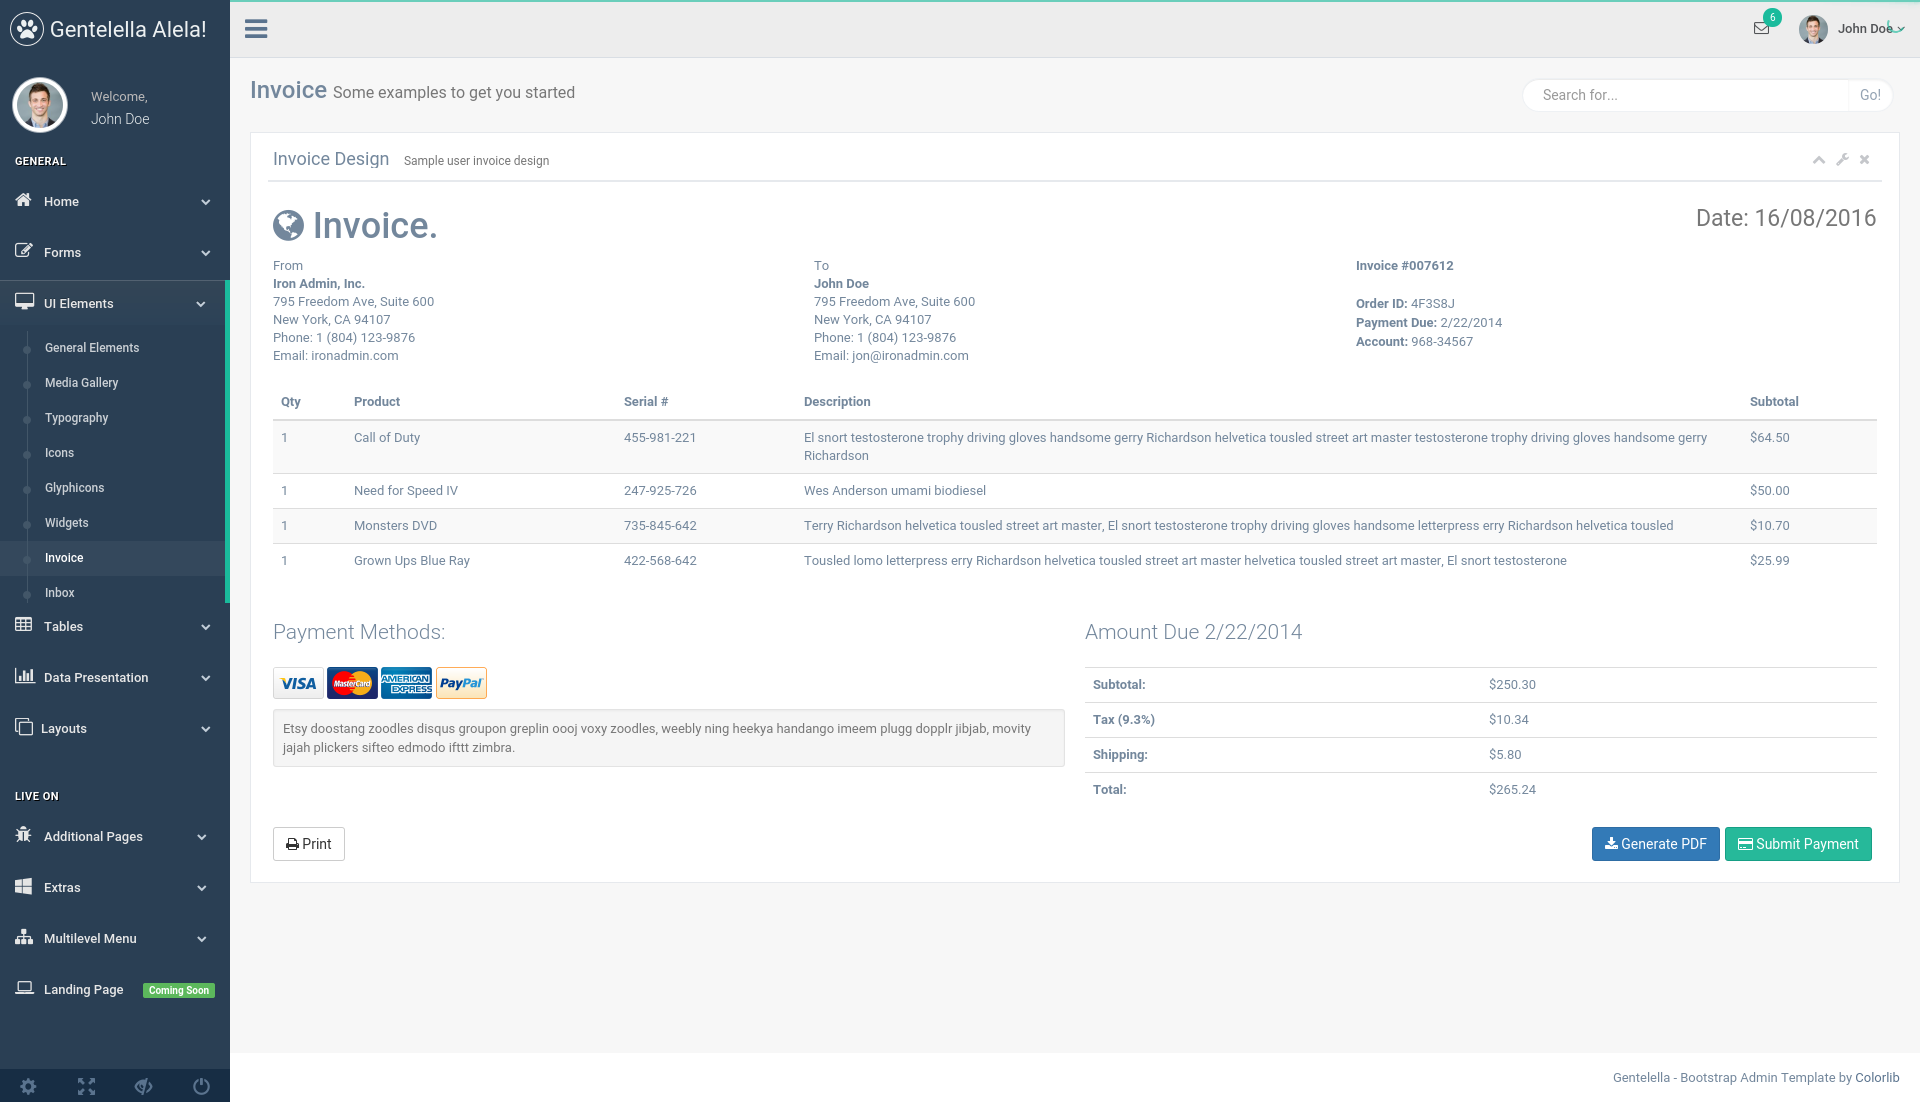 Gentelella Alela!
Welcome,
John Doe
GENERAL
Home
Forms
UI Elements
General Elements
Media Gallery
Typography
Icons
Glyphicons
Widgets
Invoice
Inbox
Tables
Data Presentation
Layouts
LIVE ON
Additional Pages
Extras
Multilevel Menu
Landing Page Coming Soon
6
John Doe
Invoice Some examples to get you started
Search for... Go!
Invoice Design Sample user invoice design
Invoice. Date: 16/08/2016
From
Iron Admin, Inc.
795 Freedom Ave, Suite 600
New York, CA 94107
Phone: 1 (804) 123-9876
Email: ironadmin.com
To
John Doe
795 Freedom Ave, Suite 600
New York, CA 94107
Phone: 1 (804) 123-9876
Email: jon@ironadmin.com
Invoice #007612
Order ID: 4F3S8J
Payment Due: 2/22/2014
Account: 968-34567
Qty Product Serial # Description Subtotal
1 Call of Duty 455-981-221 El snort testosterone trophy driving gloves handsome gerry Richardson helvetica tousled street art master testosterone trophy driving gloves handsome gerry $64.50
Richardson
1 Need for Speed IV 247-925-726 Wes Anderson umami biodiesel $50.00
1 Monsters DVD 735-845-642 Terry Richardson helvetica tousled street art master, El snort testosterone trophy driving gloves handsome letterpress erry Richardson helvetica tousled $10.70
1 Grown Ups Blue Ray 422-568-642 Tousled lomo letterpress erry Richardson helvetica tousled street art master helvetica tousled street art master, El snort testosterone $25.99
Payment Methods:
VISA MasterCard AMERICAN EXPRESS PayPal
Etsy doostang zoodles disqus groupon greplin oooj voxy zoodles, weebly ning heekya handango imeem plugg dopplr jibjab, movity
jajah plickers sifteo edmodo ifttt zimbra.
Amount Due 2/22/2014
Subtotal: $250.30
Tax (9.3%) $10.34
Shipping: $5.80
Total: $265.24
Print
Generate PDF
Submit Payment
Gentelella - Bootstrap Admin Template by Colorlib